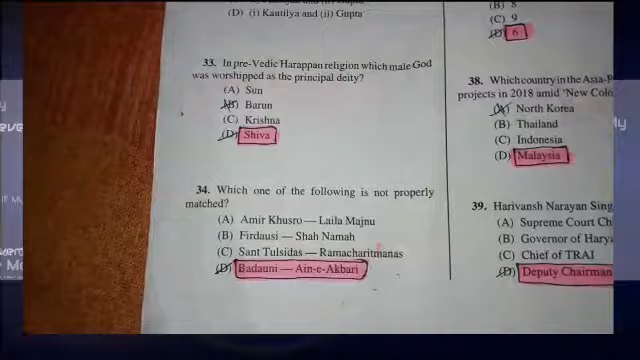 (D) (i) Kautilya and (ii) Gupta
33. In pre-Vedic Harappan religion which male God
was worshipped as the principal deity?
(A) Sun
(B) Barun
(C) Krishna
(D) Shiva
34. Which one of the following is not properly
matched?
(A) Amir Khusro — Laila Majnu
(B) Firdausi — Shah Namah
(C) Sant Tulsidas — Ramacharitmanas
(D) Badauni — Ain-e-Akbari
(B) 8
(C) 9
(D) 6
38. Which country in the Asia-P
projects in 2018 amid ‘New Colo
(A) North Korea
(B) Thailand
(C) Indonesia
(D) Malaysia
39. Harivansh Narayan Sing
(A) Supreme Court Ch
(B) Governor of Hary
(C) Chief of TRAI
(D) Deputy Chairman